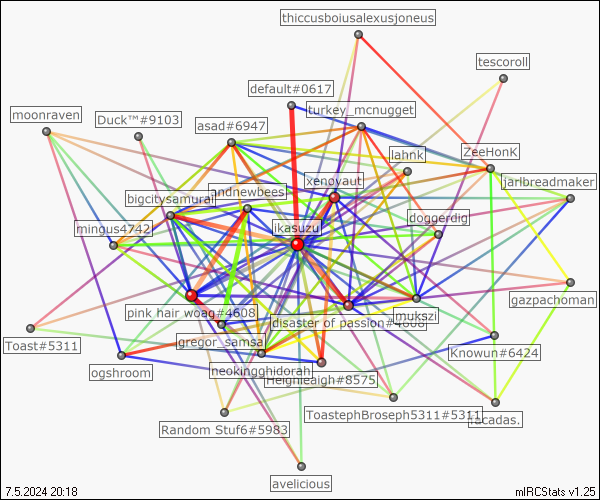 thiccusboiusalexusjoneus
tescoroll
default#0617
moonraven
Duck™#9103
turkey_mcnugget
asad#6947
lahnk
ZeeHonK
xenoyaut
jarlbreadmaker
bigcitysamurai
andnewbees
doggerdig
mingus4742
ikasuzu
gazpachoman
pink hair woag#4608
mukszi
disaster of passion#4608
Toast#5311
gregor_samsa
Knowun#6424
ogshroom
neokingghidorah
Heighleigh#8575
ToastephBroseph5311#5311
facadas.
Random Stuf6#5983
avelicious
7.5.2024 20:18
mIRCStats v1.25